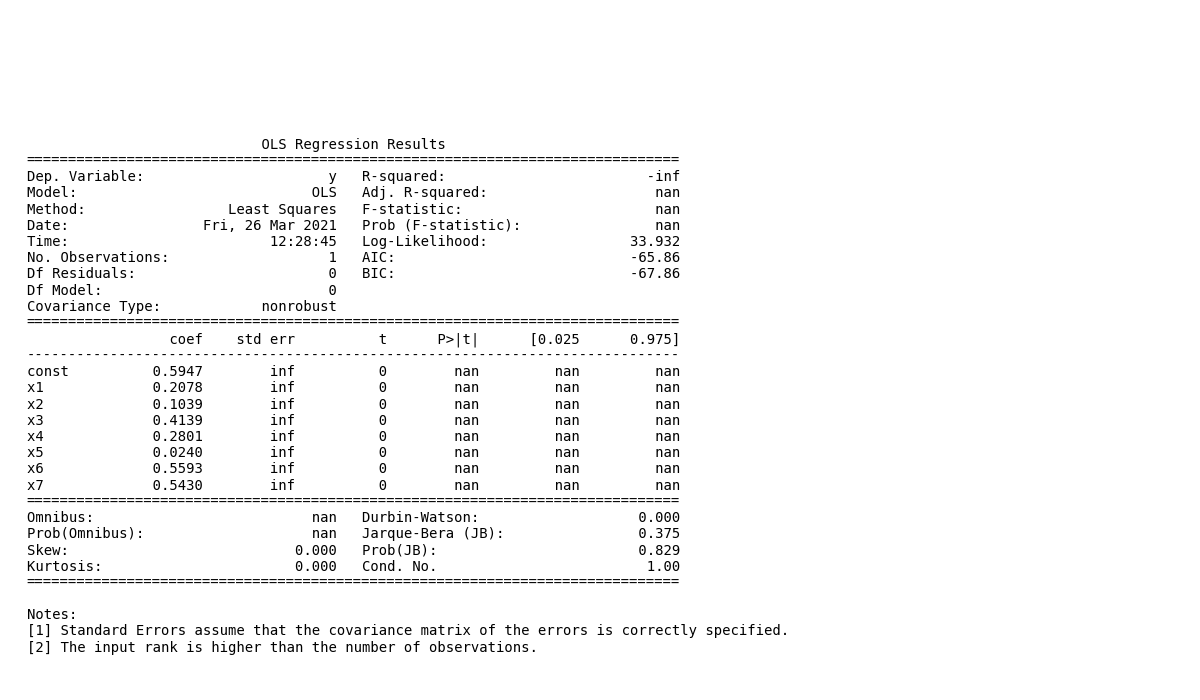 OLS Regression Results
==============================================================================
Dep. Variable:                      y   R-squared:                        -inf
Model:                            OLS   Adj. R-squared:                    nan
Method:                 Least Squares   F-statistic:                       nan
Date:                Fri, 26 Mar 2021   Prob (F-statistic):                nan
Time:                        12:28:45   Log-Likelihood:                 33.932
No. Observations:                   1   AIC:                            -65.86
Df Residuals:                       0   BIC:                            -67.86
Df Model:                           0
Covariance Type:            nonrobust
==============================================================================
                 coef    std err          t      P>|t|      [0.025      0.975]
------------------------------------------------------------------------------
const          0.5947        inf          0        nan         nan         nan
x1             0.2078        inf          0        nan         nan         nan
x2             0.1039        inf          0        nan         nan         nan
x3             0.4139        inf          0        nan         nan         nan
x4             0.2801        inf          0        nan         nan         nan
x5             0.0240        inf          0        nan         nan         nan
x6             0.5593        inf          0        nan         nan         nan
x7             0.5430        inf          0        nan         nan         nan
==============================================================================
Omnibus:                          nan   Durbin-Watson:                   0.000
Prob(Omnibus):                    nan   Jarque-Bera (JB):                0.375
Skew:                           0.000   Prob(JB):                        0.829
Kurtosis:                       0.000   Cond. No.                         1.00
==============================================================================
Notes:
[1] Standard Errors assume that the covariance matrix of the errors is correctly specified.
[2] The input rank is higher than the number of observations.